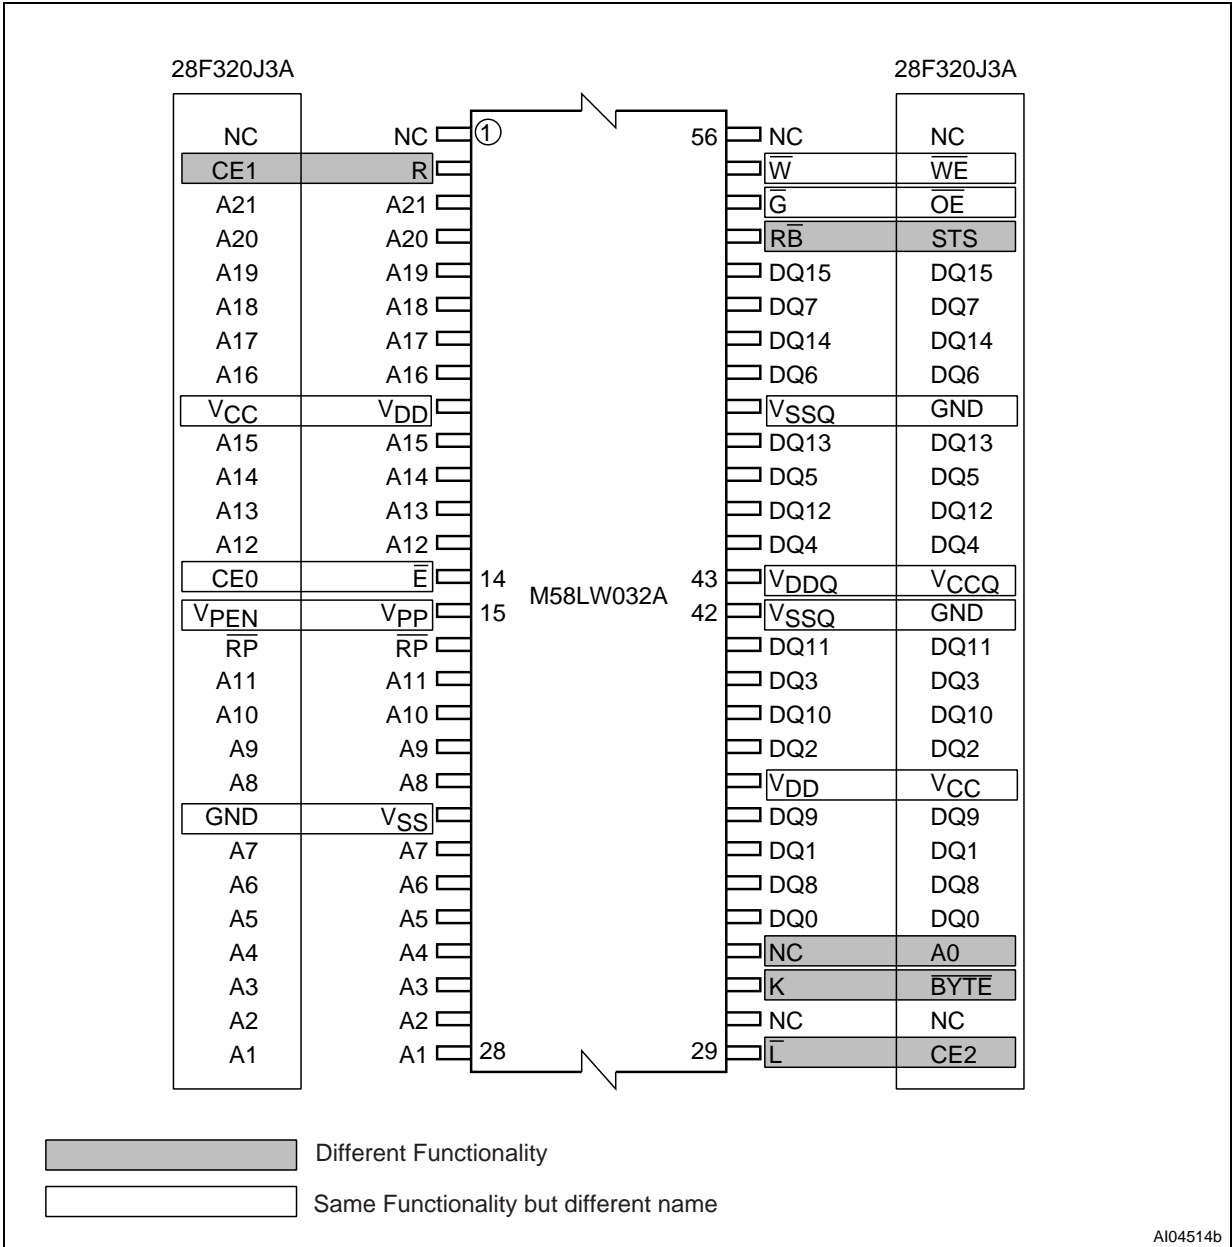 28F320J3A 28F320J3A
NC NC 1 56 NC NC
CE1 R W̅ W̅E̅
A21 A21 G̅ O̅E̅
A20 A20 RB̅ STS
A19 A19 DQ15 DQ15
A18 A18 DQ7 DQ7
A17 A17 DQ14 DQ14
A16 A16 DQ6 DQ6
VCC VDD VSSQ GND
A15 A15 DQ13 DQ13
A14 A14 DQ5 DQ5
A13 A13 DQ12 DQ12
A12 A12 DQ4 DQ4
CE0 E̅ 14 43 VDDQ VCCQ
M58LW032A
VPEN VPP 15 42 VSSQ GND
R̅P̅ R̅P̅ DQ11 DQ11
A11 A11 DQ3 DQ3
A10 A10 DQ10 DQ10
A9 A9 DQ2 DQ2
A8 A8 VDD VCC
GND VSS DQ9 DQ9
A7 A7 DQ1 DQ1
A6 A6 DQ8 DQ8
A5 A5 DQ0 DQ0
A4 A4 NC A0
A3 A3 K B̅Y̅T̅E̅
A2 A2 NC NC
A1 A1 28 29 L̅ CE2
Different Functionality
Same Functionality but different name
AI04514b